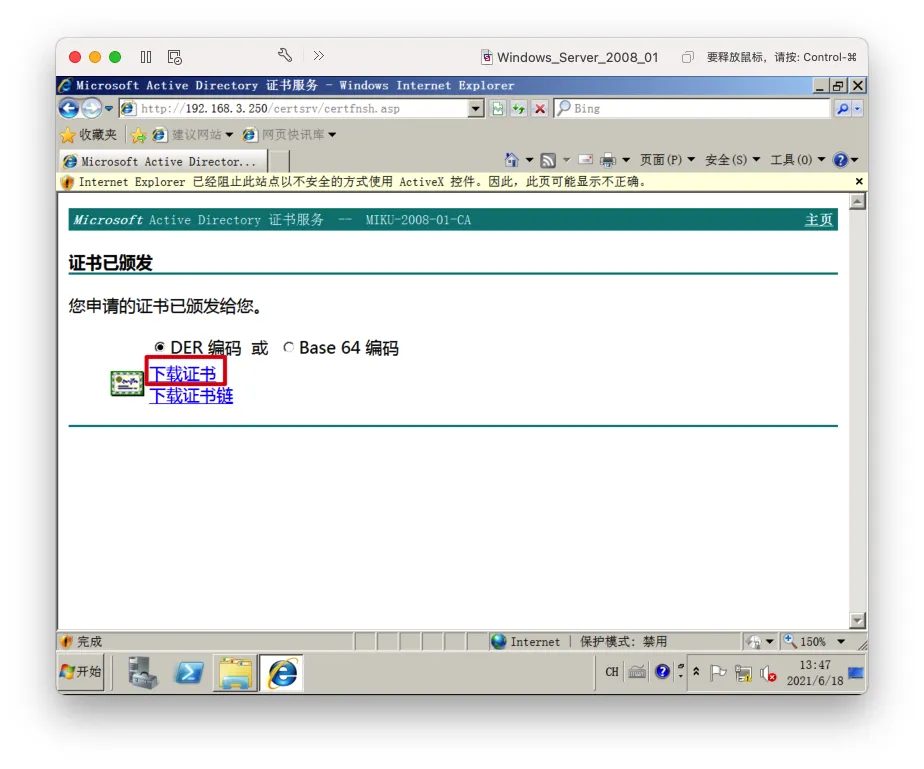 Windows_Server_2008_01 要释放鼠标，请按: Control-⌘
Microsoft Active Directory 证书服务 - Windows Internet Explorer
http://192.168.3.250/certsrv/certfnsh.asp Bing
收藏夹 建议网站 网页快讯库
Microsoft Active Director... 页面(P) 安全(S) 工具(O)
Internet Explorer 已经阻止此站点以不安全的方式使用 ActiveX 控件。因此，此页可能显示不正确。
Microsoft Active Directory 证书服务 -- MIKU-2008-01-CA 主页
证书已颁发
您申请的证书已颁发给您。
DER 编码 或 Base 64 编码
下载证书
下载证书链
完成 Internet | 保护模式: 禁用 150%
开始 CH 13:47
2021/6/18